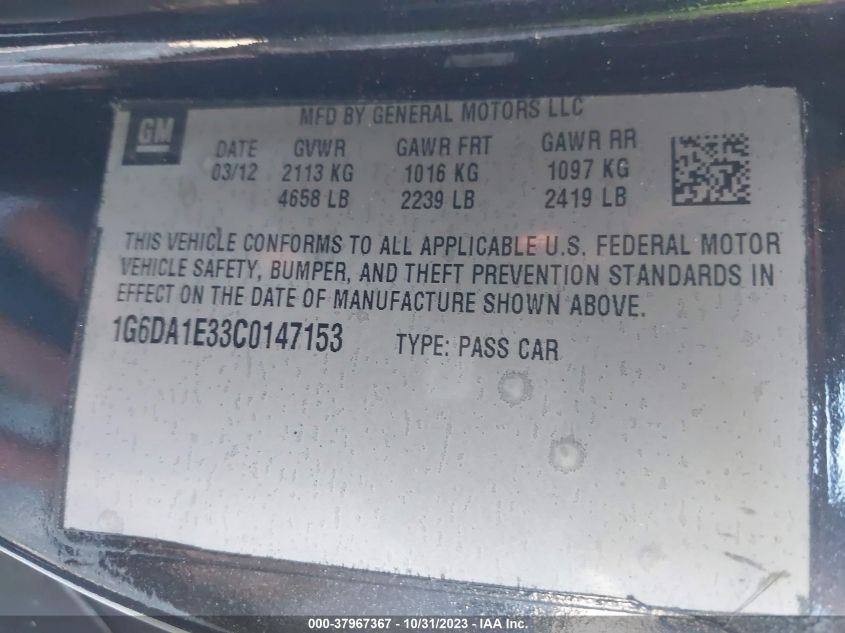 MFD BY GENERAL MOTORS LLC
GM
DATE GVWR GAWR FRT GAWR RR
03/12 2113 KG 1016 KG 1097 KG
4658 LB 2239 LB 2419 LB
THIS VEHICLE CONFORMS TO ALL APPLICABLE U.S. FEDERAL MOTOR
VEHICLE SAFETY, BUMPER, AND THEFT PREVENTION STANDARDS IN
EFFECT ON THE DATE OF MANUFACTURE SHOWN ABOVE.
1G6DA1E33C0147153 TYPE: PASS CAR
000-37967367 - 10/31/2023 - IAA Inc.